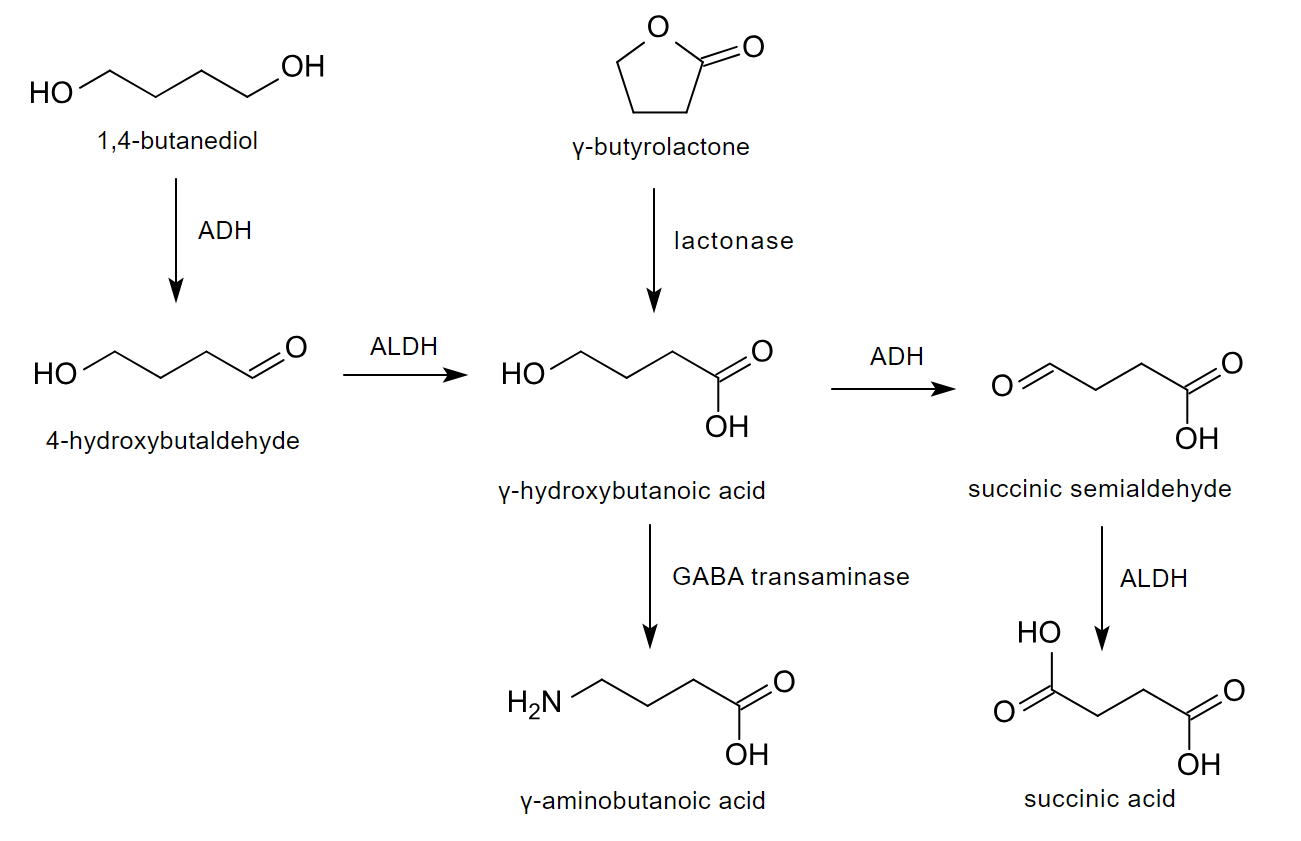 HO
OH
1,4-butanediol
O
O
γ-butyrolactone
ADH
lactonase
HO
O
4-hydroxybutaldehyde
ALDH
HO
O
OH
γ-hydroxybutanoic acid
ADH
O
O
OH
succinic semialdehyde
GABA transaminase
ALDH
H₂N
O
OH
γ-aminobutanoic acid
HO
O
O
OH
succinic acid